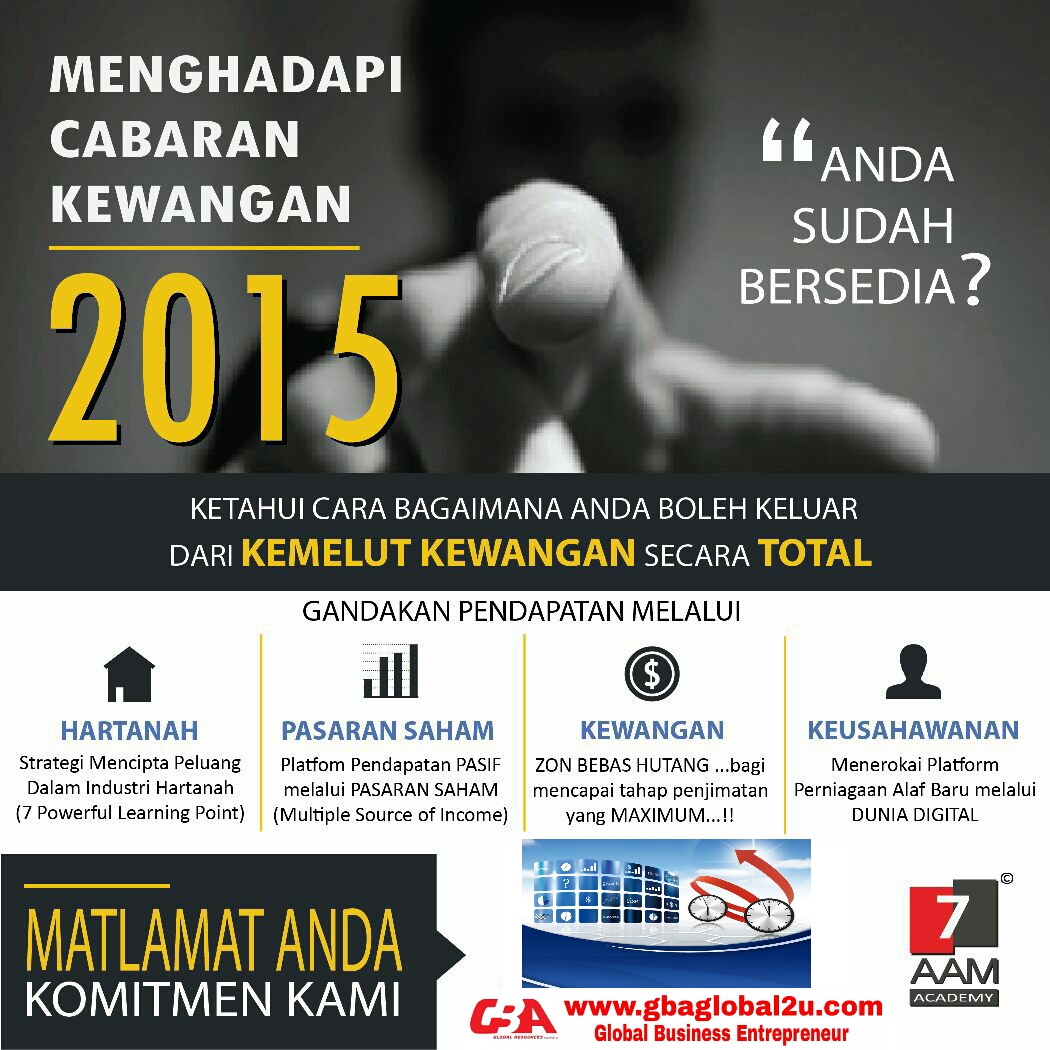 MENGHADAPI
CABARAN
KEWANGAN
2015
“ANDA
SUDAH
BERSEDIA?
KETAHUI CARA BAGAIMANA ANDA BOLEH KELUAR
DARI KEMELUT KEWANGAN SECARA TOTAL
GANDAKAN PENDAPATAN MELALUI
HARTANAH
Strategi Mencipta Peluang
Dalam Industri Hartanah
(7 Powerful Learning Point)
PASARAN SAHAM
Platfom Pendapatan PASIF
melalui PASARAN SAHAM
(Multiple Source of Income)
KEWANGAN
ZON BEBAS HUTANG ...bagi
mencapai tahap penjimatan
yang MAXIMUM...!!
KEUSAHAWANAN
Menerokai Platform
Perniagaan Alaf Baru melalui
DUNIA DIGITAL
MATLAMAT ANDA
KOMITMEN KAMI
GBA
GLOBAL RESOURCES
www.gbaglobal2u.com
Global Business Entrepreneur
©
7
AAM
ACADEMY